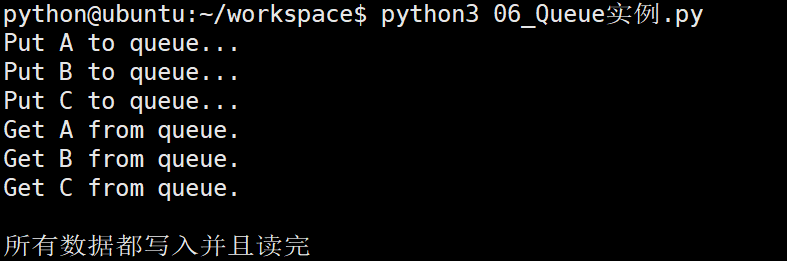 python@ubuntu:~/workspace$ python3 06_Queue实例.py
Put A to queue...
Put B to queue...
Put C to queue...
Get A from queue.
Get B from queue.
Get C from queue.
所有数据都写入并且读完